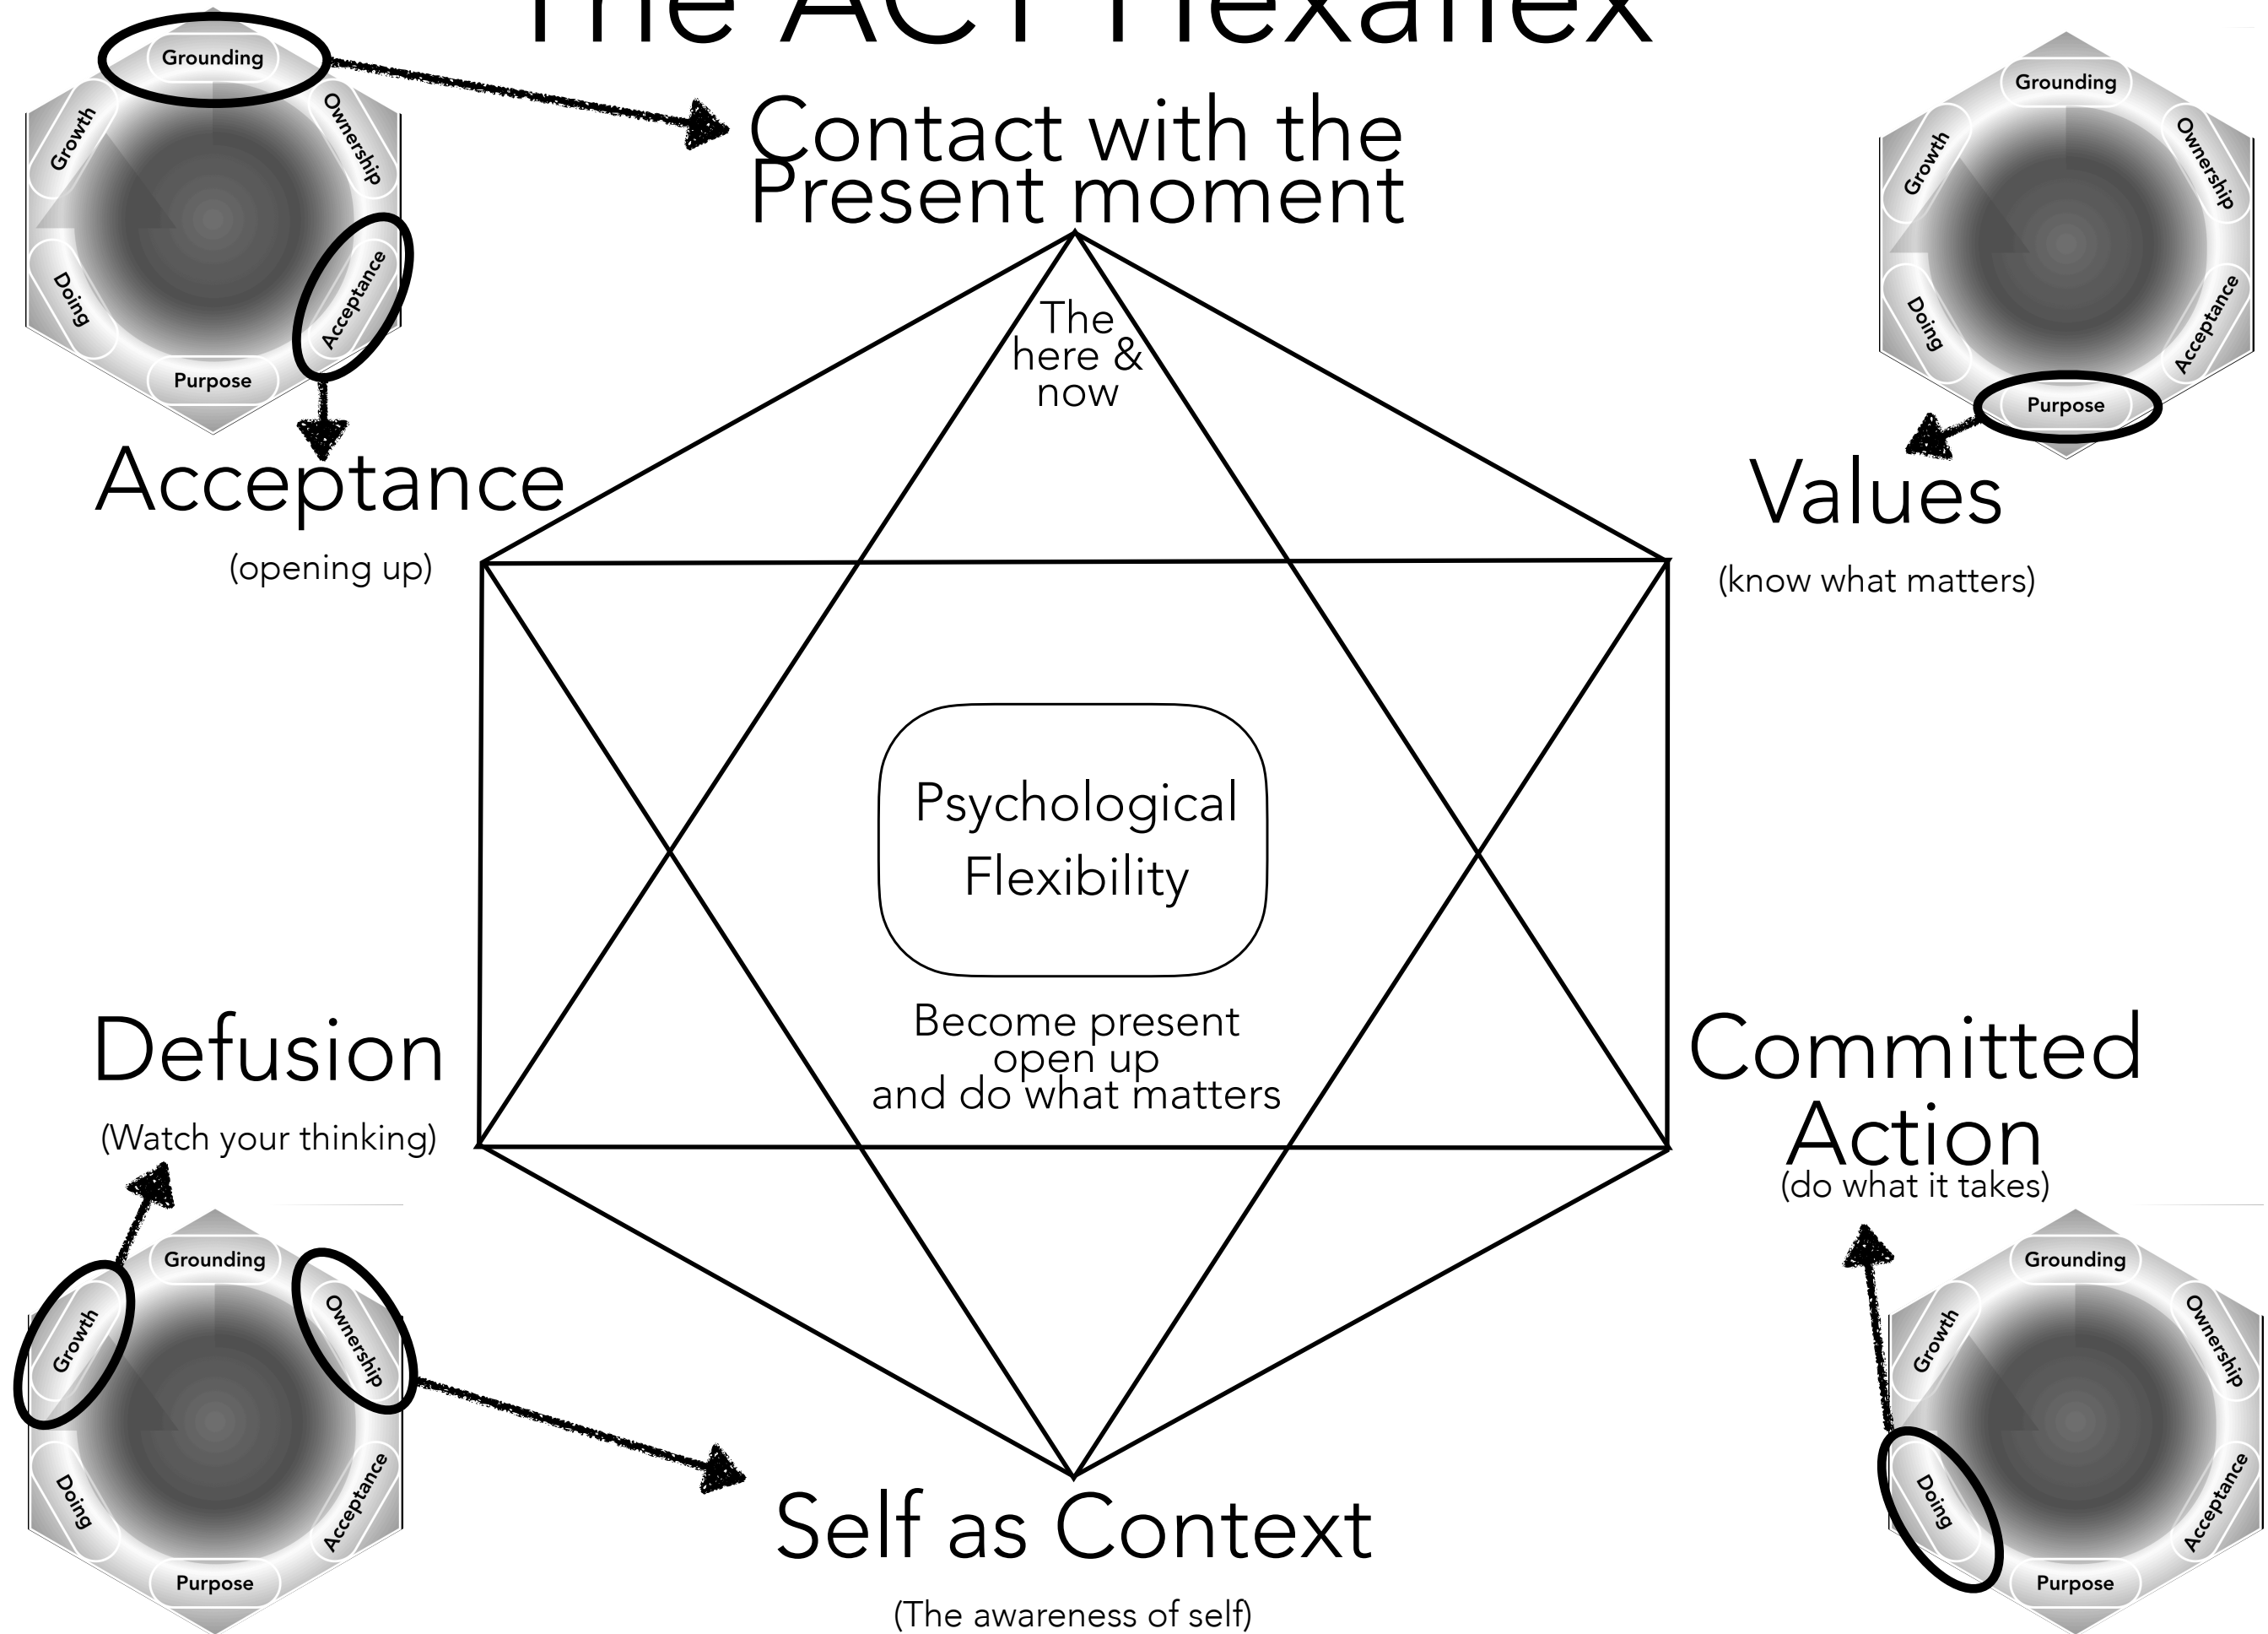 The ACT Hexaflex
Grounding
Ownership
Acceptance
Purpose
Doing
Growth
Contact with the
Present moment
Grounding
Ownership
Acceptance
Purpose
Doing
Growth
The
here &
now
Acceptance
(opening up)
Values
(know what matters)
Psychological
Flexibility
Become present
open up
and do what matters
Defusion
(Watch your thinking)
Committed
Action
(do what it takes)
Grounding
Ownership
Acceptance
Purpose
Doing
Growth
Self as Context
(The awareness of self)
Grounding
Ownership
Acceptance
Purpose
Doing
Growth